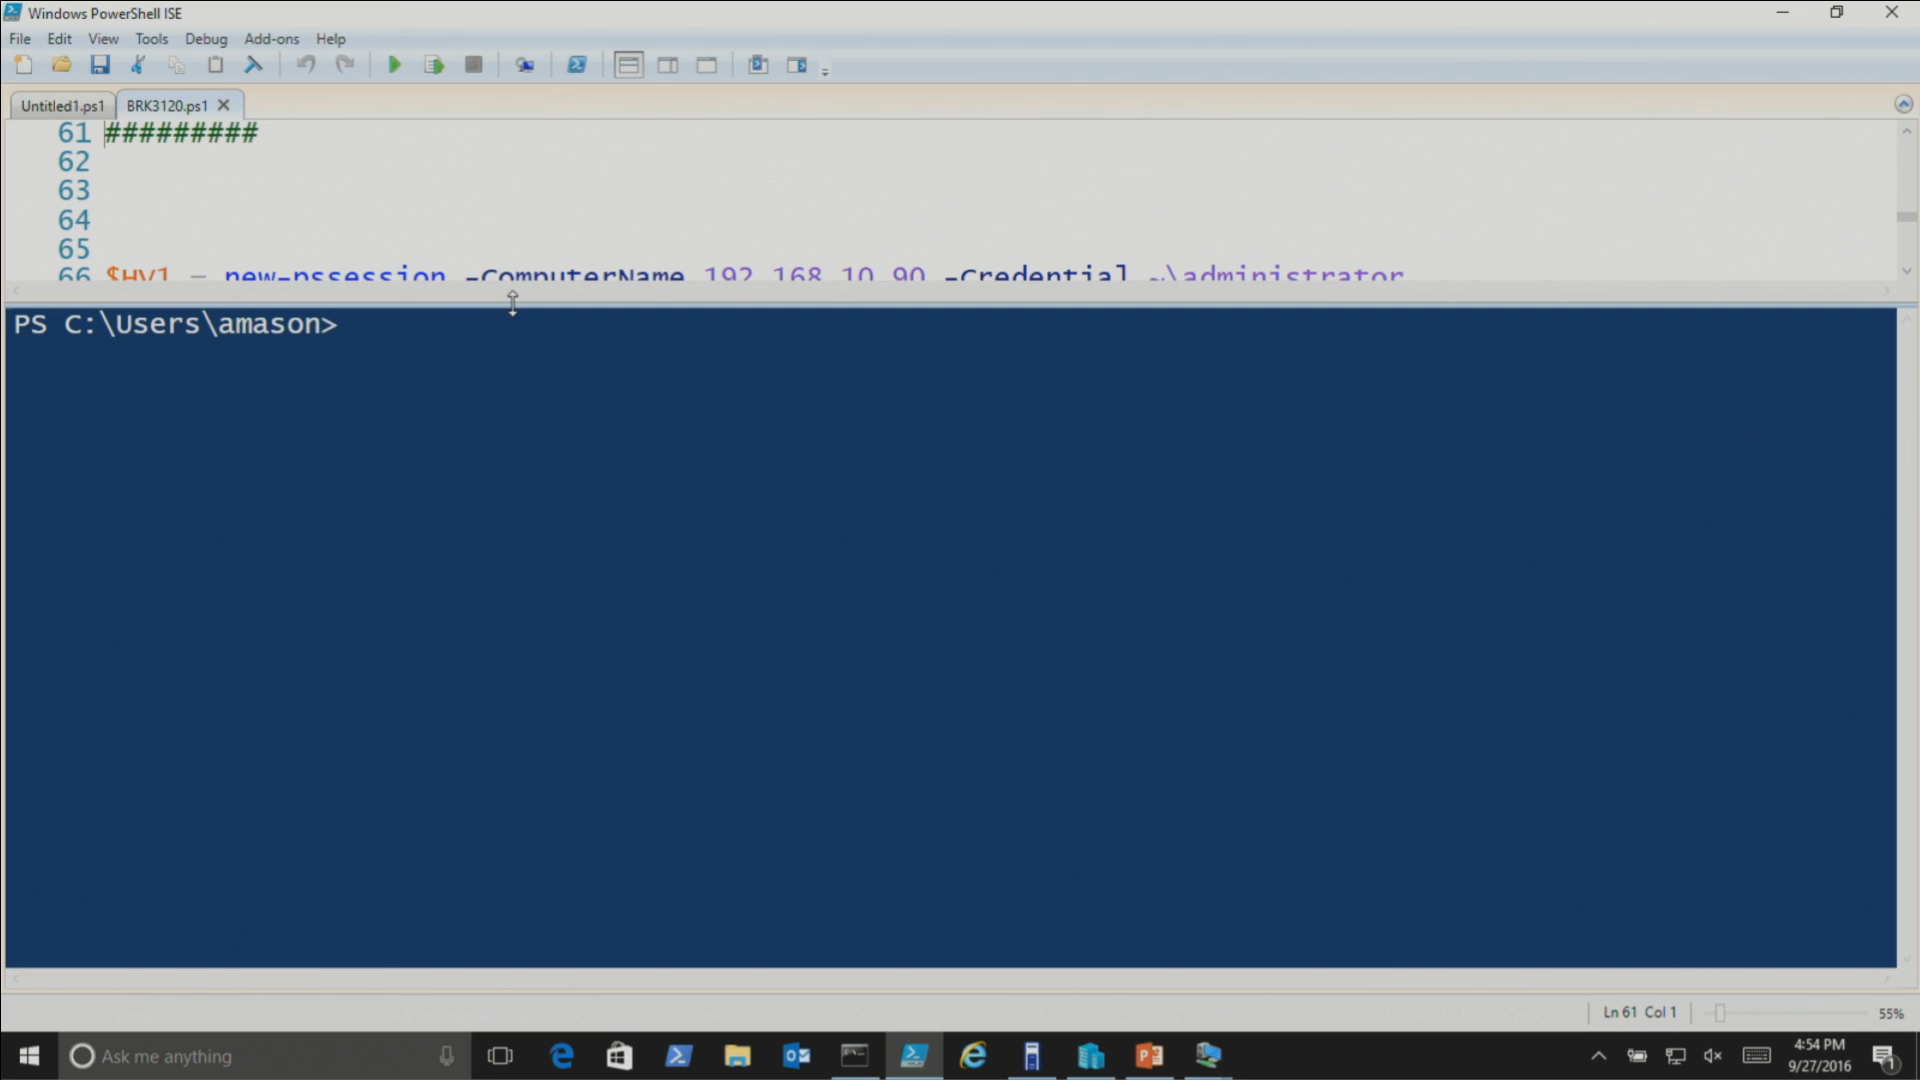 Windows PowerShell ISE
File Edit View Tools Debug Add-ons Help
Untitled1.ps1 BRK3120.ps1
61 #########
62
63
64
65
66 $HV1 = new-pssession -ComputerName 192.168.10.90 -Credential ~\administrator
PS C:\Users\amason>
Ln 61 Col 1 55%
Ask me anything
4:54 PM
9/27/2016
1